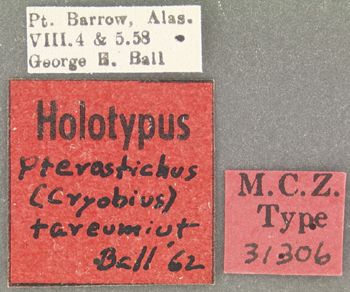 Pt. Barrow, Alas.
VIII.4 & 5.58
George E. Ball
Holotypus
Pterostichus
(Cryobius)
tareumiut
Ball '62
M.C.Z.
Type
31306